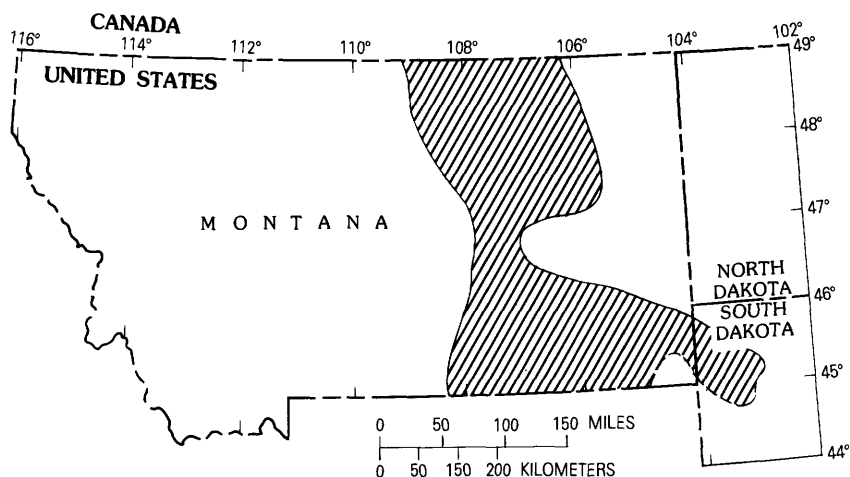 CANADA
116° 114° 112° 110° 108° 106° 104° 102°
49°
UNITED STATES
48°
MONTANA
47°
NORTH
DAKOTA
46°
SOUTH
DAKOTA
45°
44°
0 50 100 150 MILES
0 50 150 200 KILOMETERS